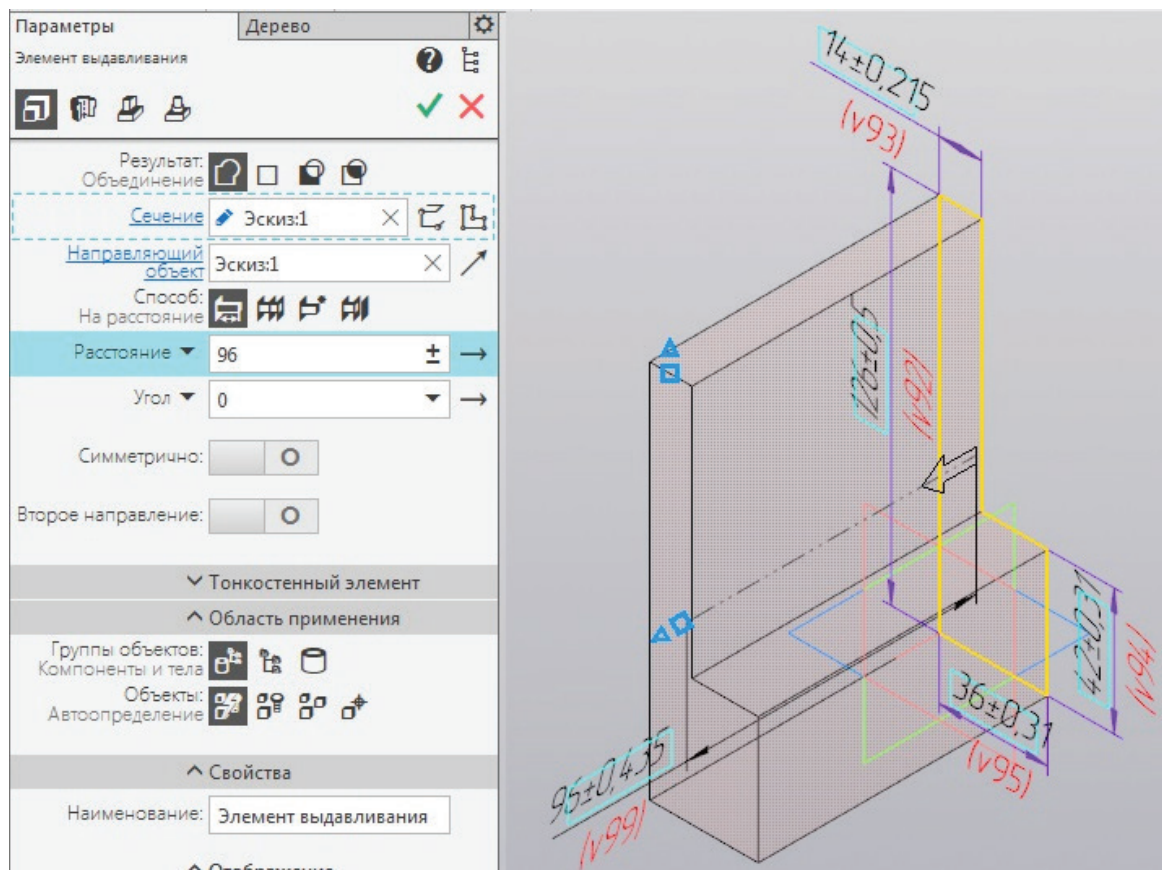 Параметры
Дерево
Элемент выдавливания
Результат:
Объединение
Сечение
Эскиз:1
Направляющий
объект
Эскиз:1
Способ:
На расстояние
Расстояние
96
Угол
0
Симметрично:
Второе направление:
Тонкостенный элемент
Область применения
Группы объектов:
Компоненты и тела
Объекты:
Автоопределение
Свойства
Наименование:
Элемент выдавливания
Отображение
14±0,215
(v93)
126±0,5
(v92)
42±0,31
(v94)
36±0,31
(v95)
96±0,435
(v99)